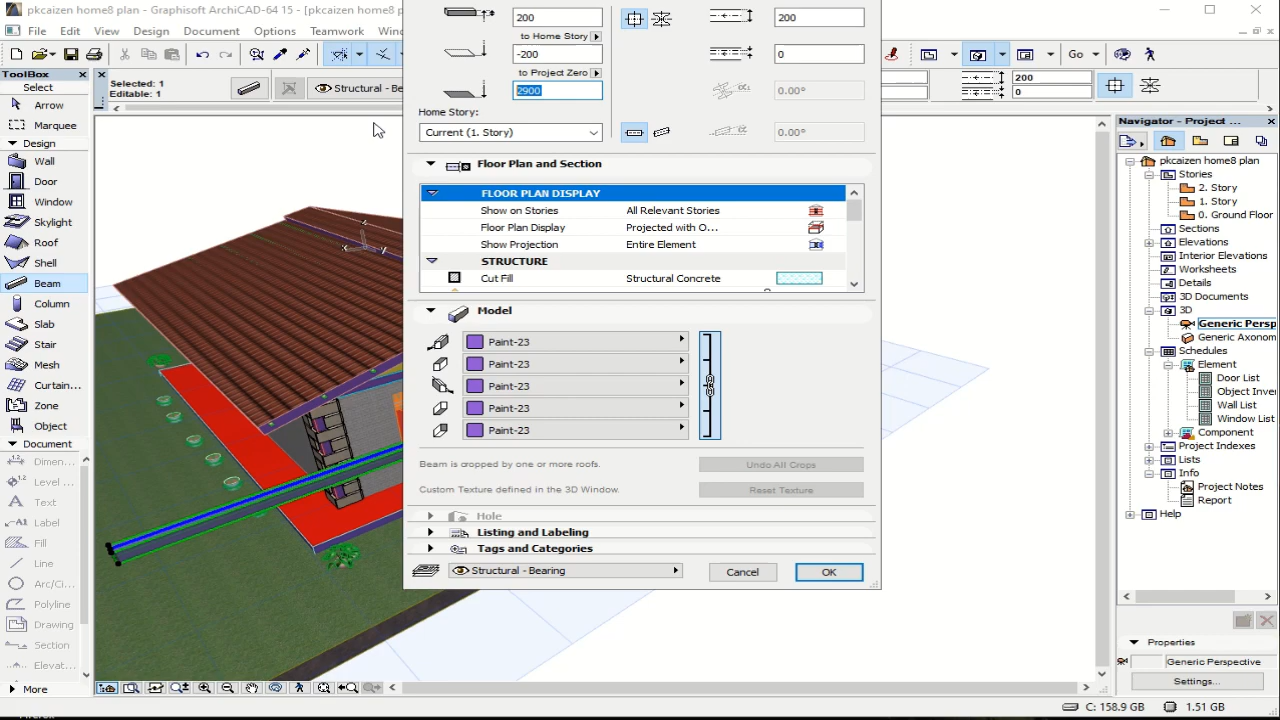 pkcaizen home8 plan - Graphisoft ArchiCAD-64 15 - [pkcaizen home8 p
File Edit View Design Document Options Teamwork
Go
ToolBox
Select
Arrow
Marquee
Design
Wall
Door
Window
Skylight
Roof
Shell
Beam
Column
Slab
Stair
Mesh
Curtain...
Zone
Object
Document
Dimen...
Level ...
Text
Label
Fill
Line
Arc/Ci...
Polyline
Drawing
Section
Elevat...
More
Selected: 1
Editable: 1
Structural - Be
200
0
200
to Home Story:
-200
to Project Zero
2900
Home Story:
Current (1. Story)
200
0
0.00°
0.00°
Floor Plan and Section
FLOOR PLAN DISPLAY
Show on Stories All Relevant Stories
Floor Plan Display Projected with O...
Show Projection Entire Element
STRUCTURE
Cut Fill Structural Concrete
Model
Paint-23
Paint-23
Paint-23
Paint-23
Paint-23
Beam is cropped by one or more roofs. Undo All Crops
Custom Texture defined in the 3D Window. Reset Texture
Hole
Listing and Labeling
Tags and Categories
Structural - Bearing Cancel OK
Navigator - Project ...
pkcaizen home8 plan
Stories
2. Story
1. Story
0. Ground Floor
Sections
Elevations
Interior Elevations
Worksheets
Details
3D Documents
3D
Generic Persp
Generic Axonom
Schedules
Element
Door List
Object Inver
Wall List
Window List
Component
Project Indexes
Lists
Info
Project Notes
Report
Help
Properties
Generic Perspective
Settings...
C: 158.9 GB 1.51 GB